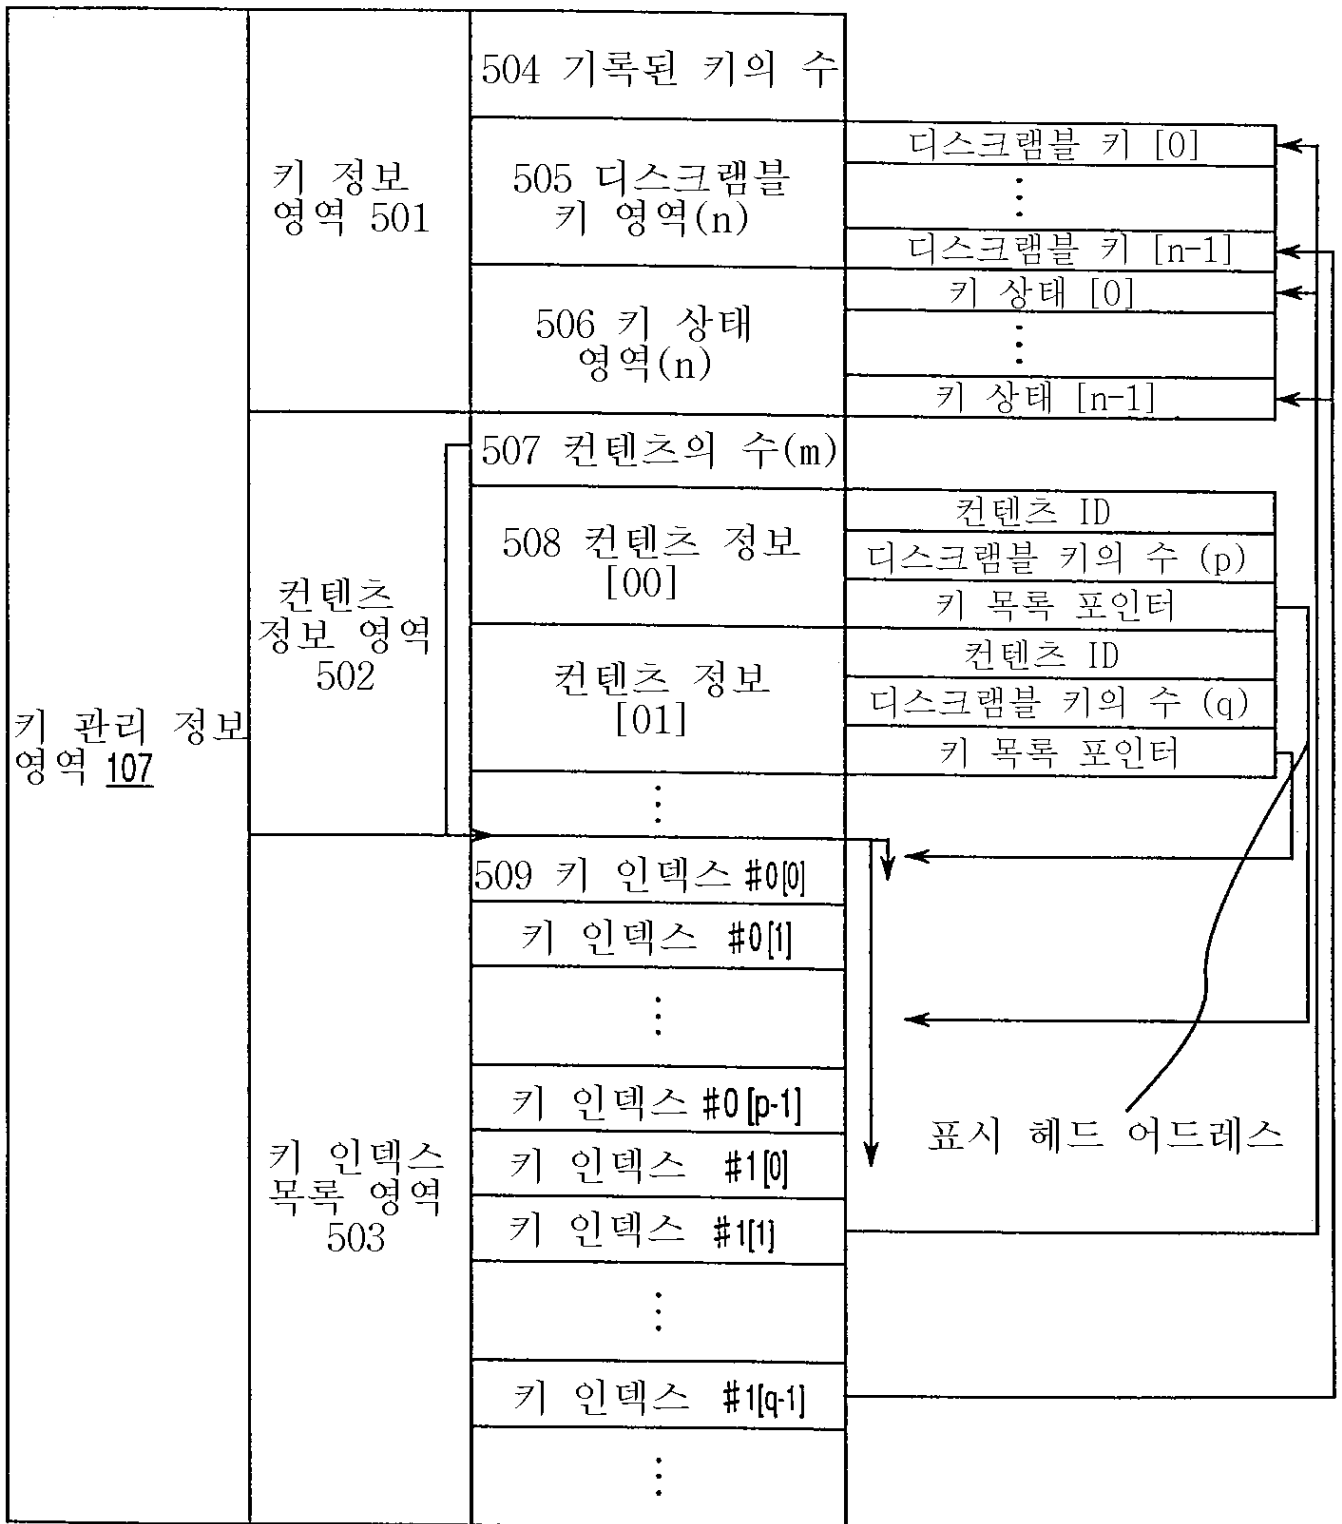 키 관리 정보
영역 107
키 정보
영역 501
504 기록된 키의 수
505 디스크램블
키 영역(n)
디스크램블 키 [0]
⋮
디스크램블 키 [n-1]
506 키 상태
영역(n)
키 상태 [0]
⋮
키 상태 [n-1]
컨텐츠
정보 영역
502
507 컨텐츠의 수(m)
508 컨텐츠 정보
[00]
컨텐츠 ID
디스크램블 키의 수 (p)
키 목록 포인터
컨텐츠 정보
[01]
컨텐츠 ID
디스크램블 키의 수 (q)
키 목록 포인터
⋮
키 인덱스
목록 영역
503
509 키 인덱스 #0[0]
키 인덱스 #0[1]
⋮
키 인덱스 #0[p-1]
키 인덱스 #1[0]
키 인덱스 #1[1]
⋮
키 인덱스 #1[q-1]
⋮
표시 헤드 어드레스